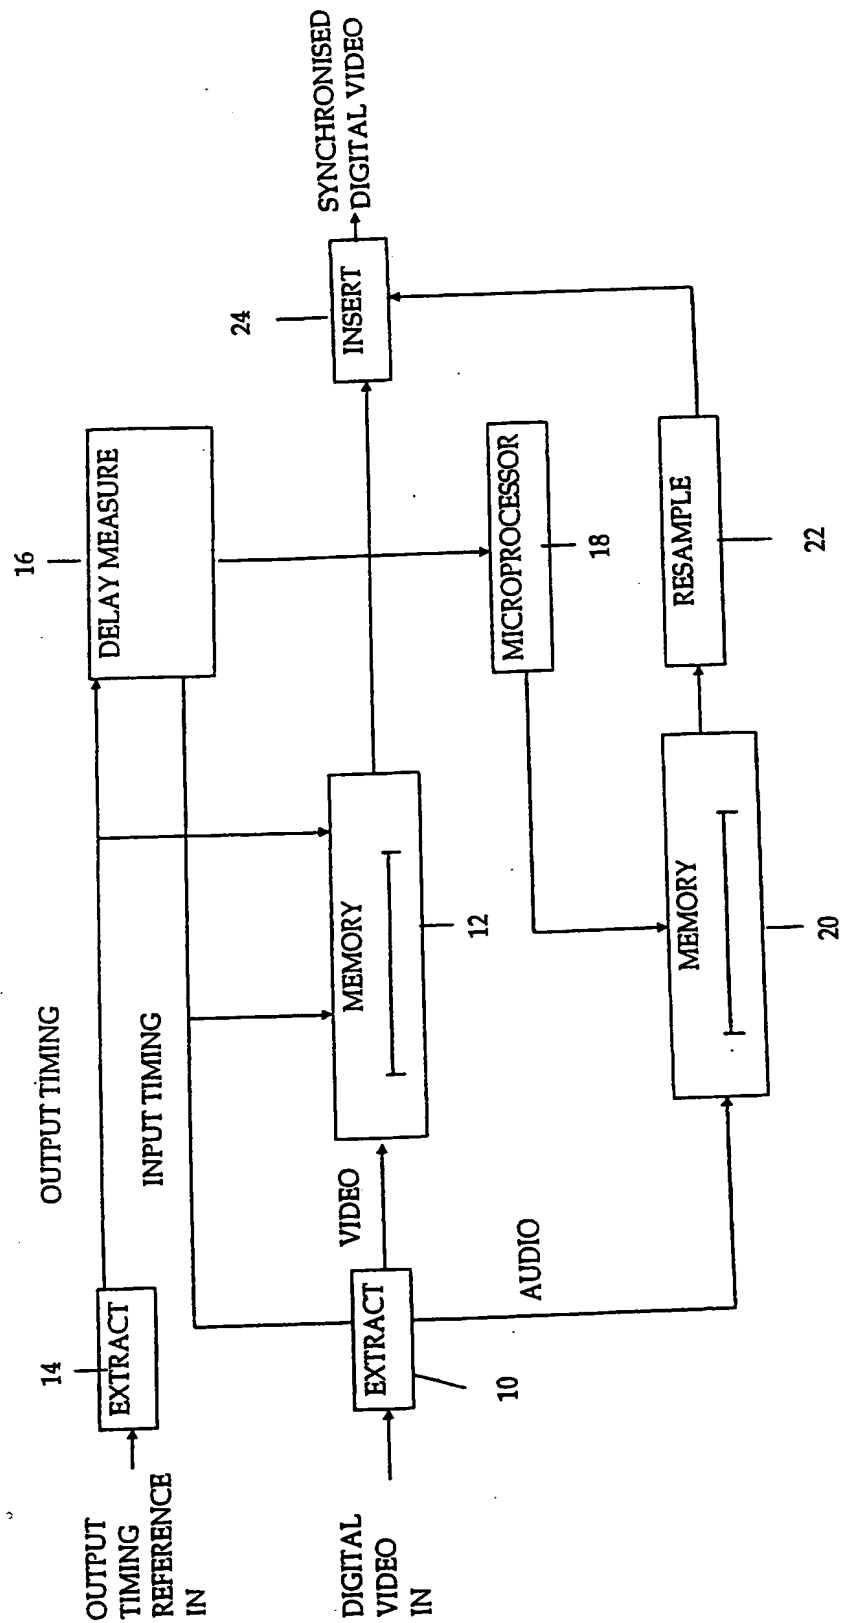 OUTPUT
TIMING
REFERENCE
IN
14
EXTRACT
OUTPUT TIMING
INPUT TIMING
16
DELAY MEASURE
DIGITAL
VIDEO
IN
EXTRACT
10
VIDEO
AUDIO
MEMORY
12
24
INSERT
SYNCHRONISED
DIGITAL VIDEO
MICROPROCESSOR
18
MEMORY
20
RESAMPLE
22